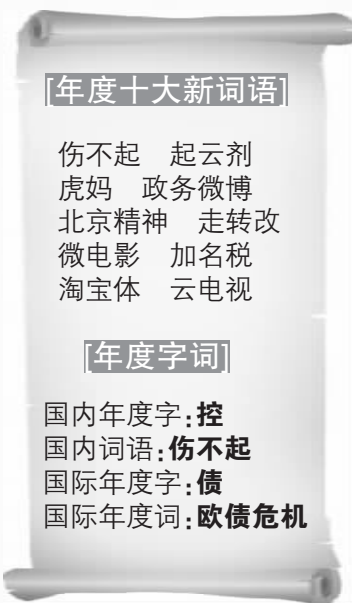 [年度十大新词语]
伤不起 起云剂
虎妈 政务微博
北京精神 走转改
微电影 加名税
淘宝体 云电视
[年度字词]
国内年度字:控
国内词语:伤不起
国际年度字:债
国际年度词:欧债危机